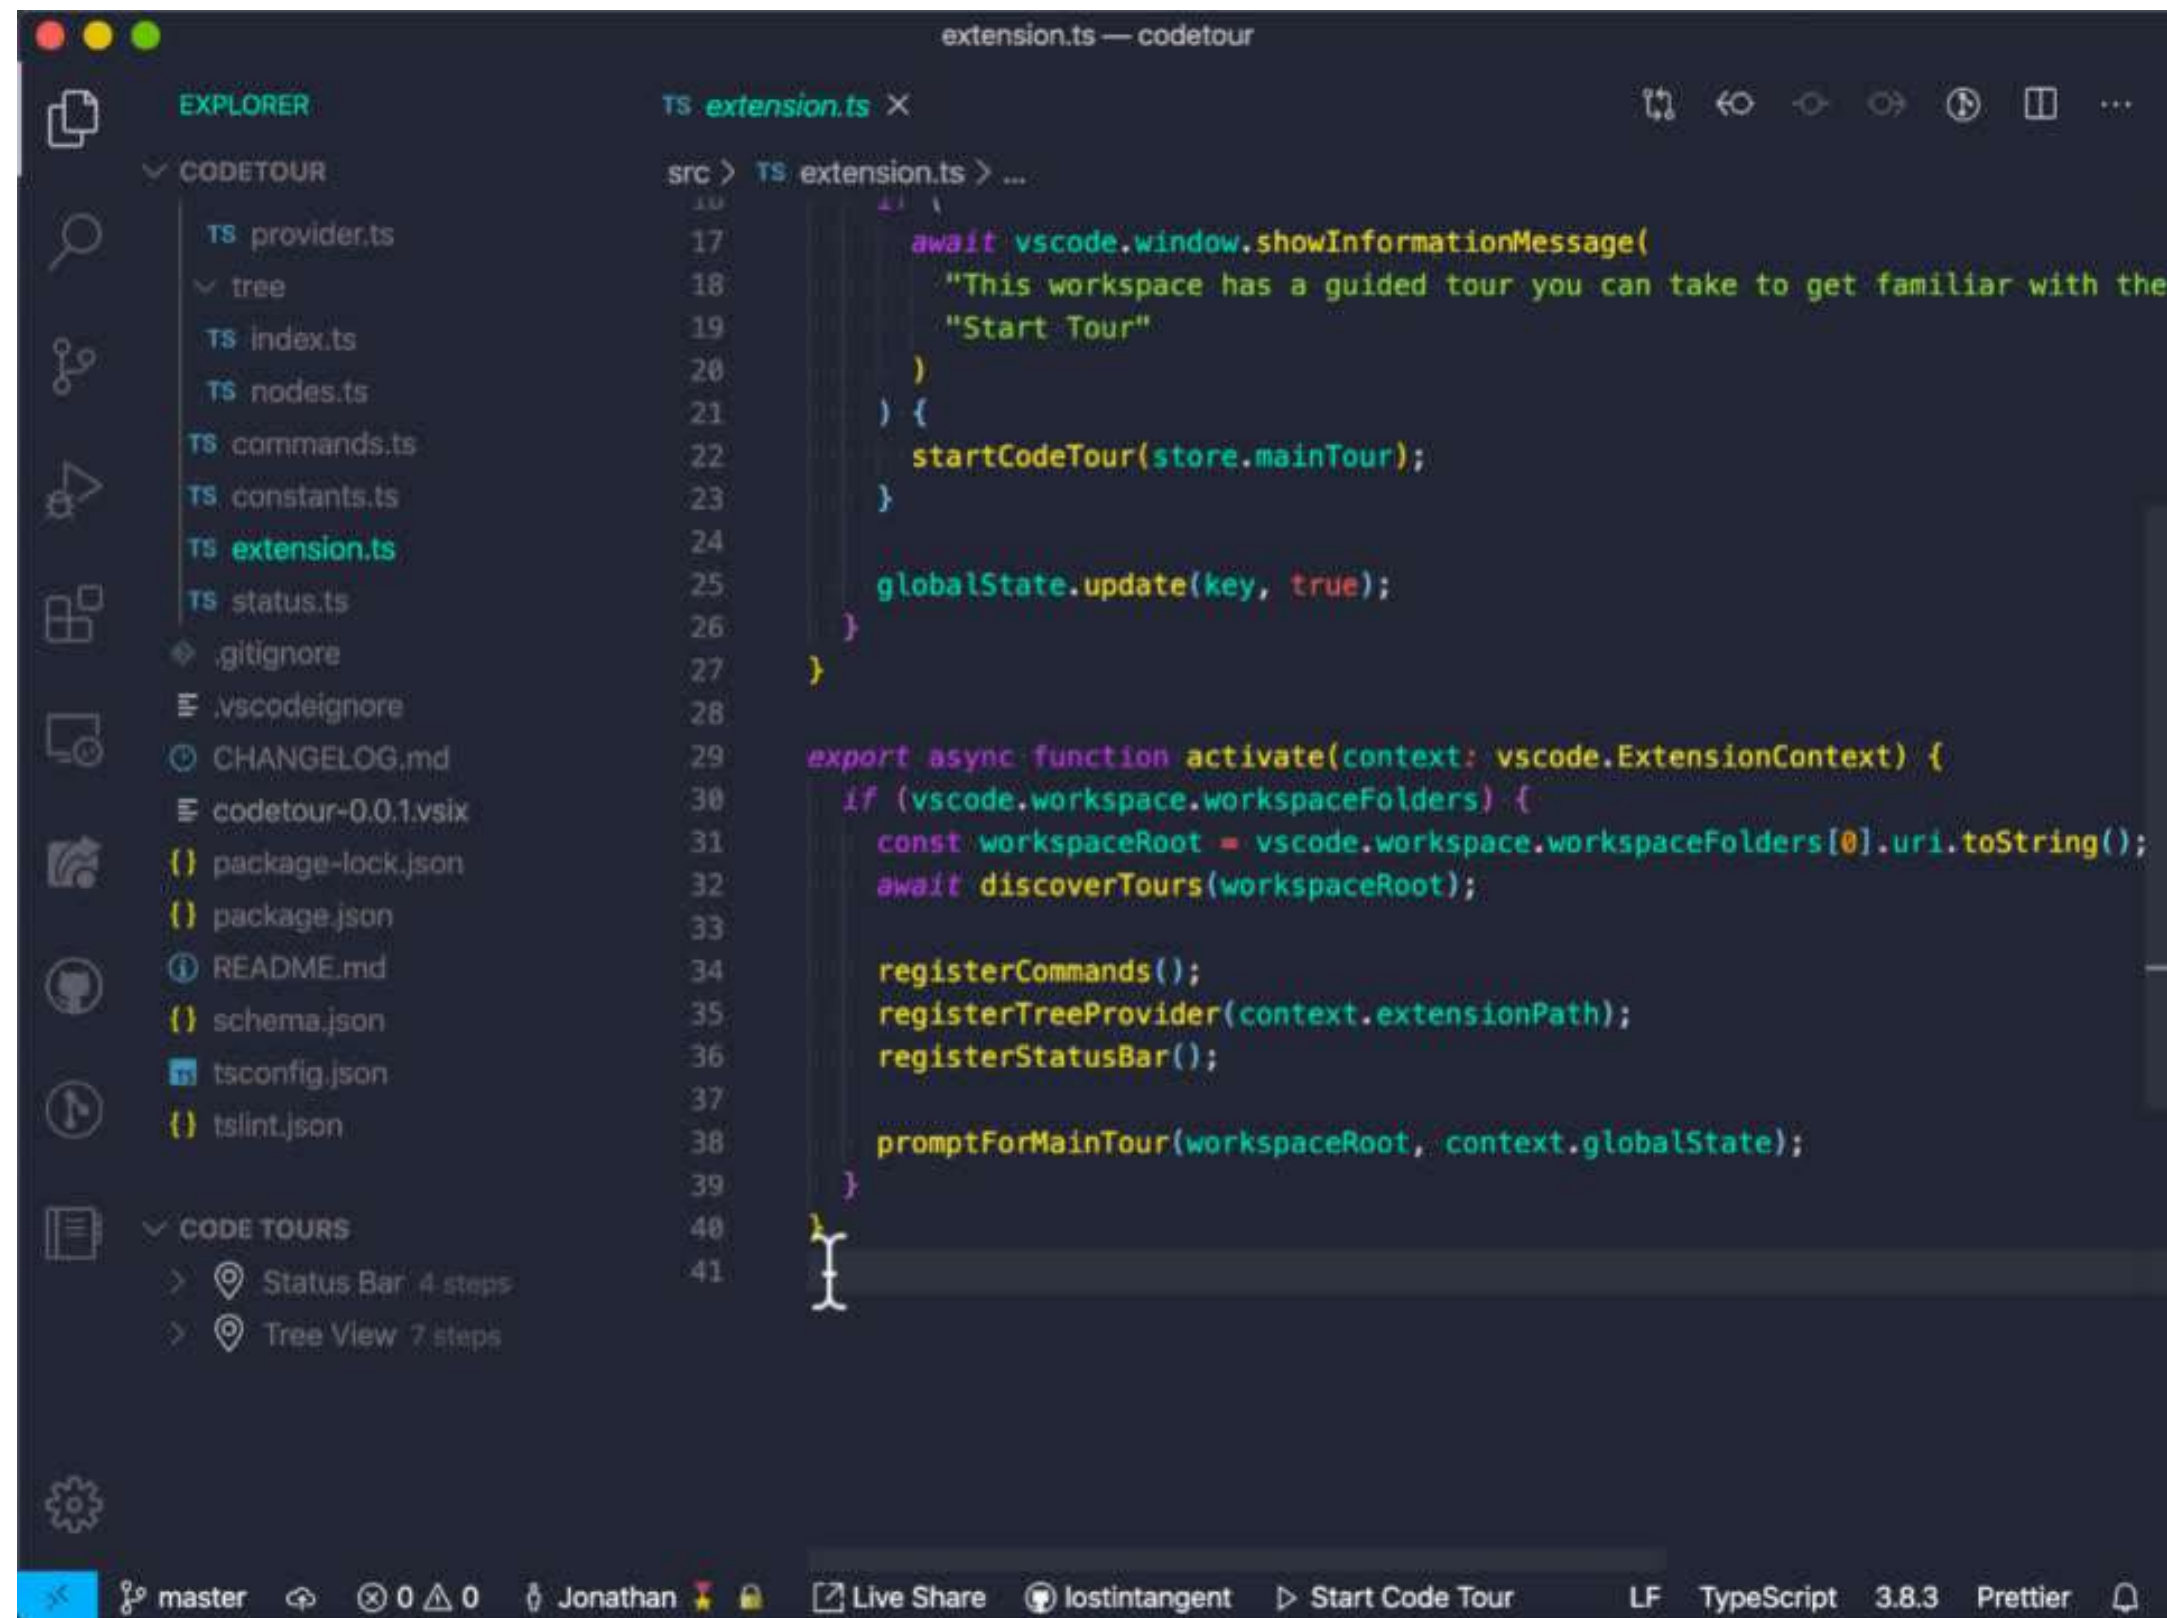 extension.ts — codetour
EXPLORER
CODETOUR
TS provider.ts
tree
TS index.ts
TS nodes.ts
TS commands.ts
TS constants.ts
TS extension.ts
TS status.ts
.gitignore
.vscodeignore
CHANGELOG.md
codetour-0.0.1.vsix
{} package-lock.json
{} package.json
README.md
{} schema.json
TS tsconfig.json
{} tslint.json
CODE TOURS
Status Bar 4 steps
Tree View 7 steps
TS extension.ts ×
src > TS extension.ts > ...
17 await vscode.window.showInformationMessage(
18 "This workspace has a guided tour you can take to get familiar with the
19 "Start Tour"
20 )
21 ) {
22 startCodeTour(store.mainTour);
23 }
24
25 globalState.update(key, true);
26 }
27 }
28
29 export async function activate(context: vscode.ExtensionContext) {
30 if (vscode.workspace.workspaceFolders) {
31 const workspaceRoot = vscode.workspace.workspaceFolders[0].uri.toString();
32 await discoverTours(workspaceRoot);
33
34 registerCommands();
35 registerTreeProvider(context.extensionPath);
36 registerStatusBar();
37
38 promptForMainTour(workspaceRoot, context.globalState);
39 }
40 }
41
master 0 0 Jonathan Live Share lostintangent Start Code Tour LF TypeScript 3.8.3 Prettier